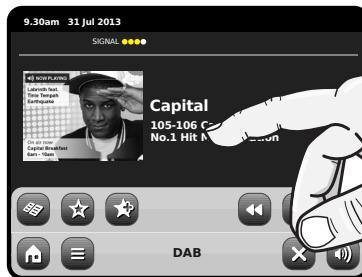 9.30am 31 Jul 2013
SIGNAL
NOW PLAYING
Labrinth feat.
Tinie Tempah
Earthquake
On air now
Capital Breakfast
6am - 10am
Capital
105-106
No.1 Hit
DAB